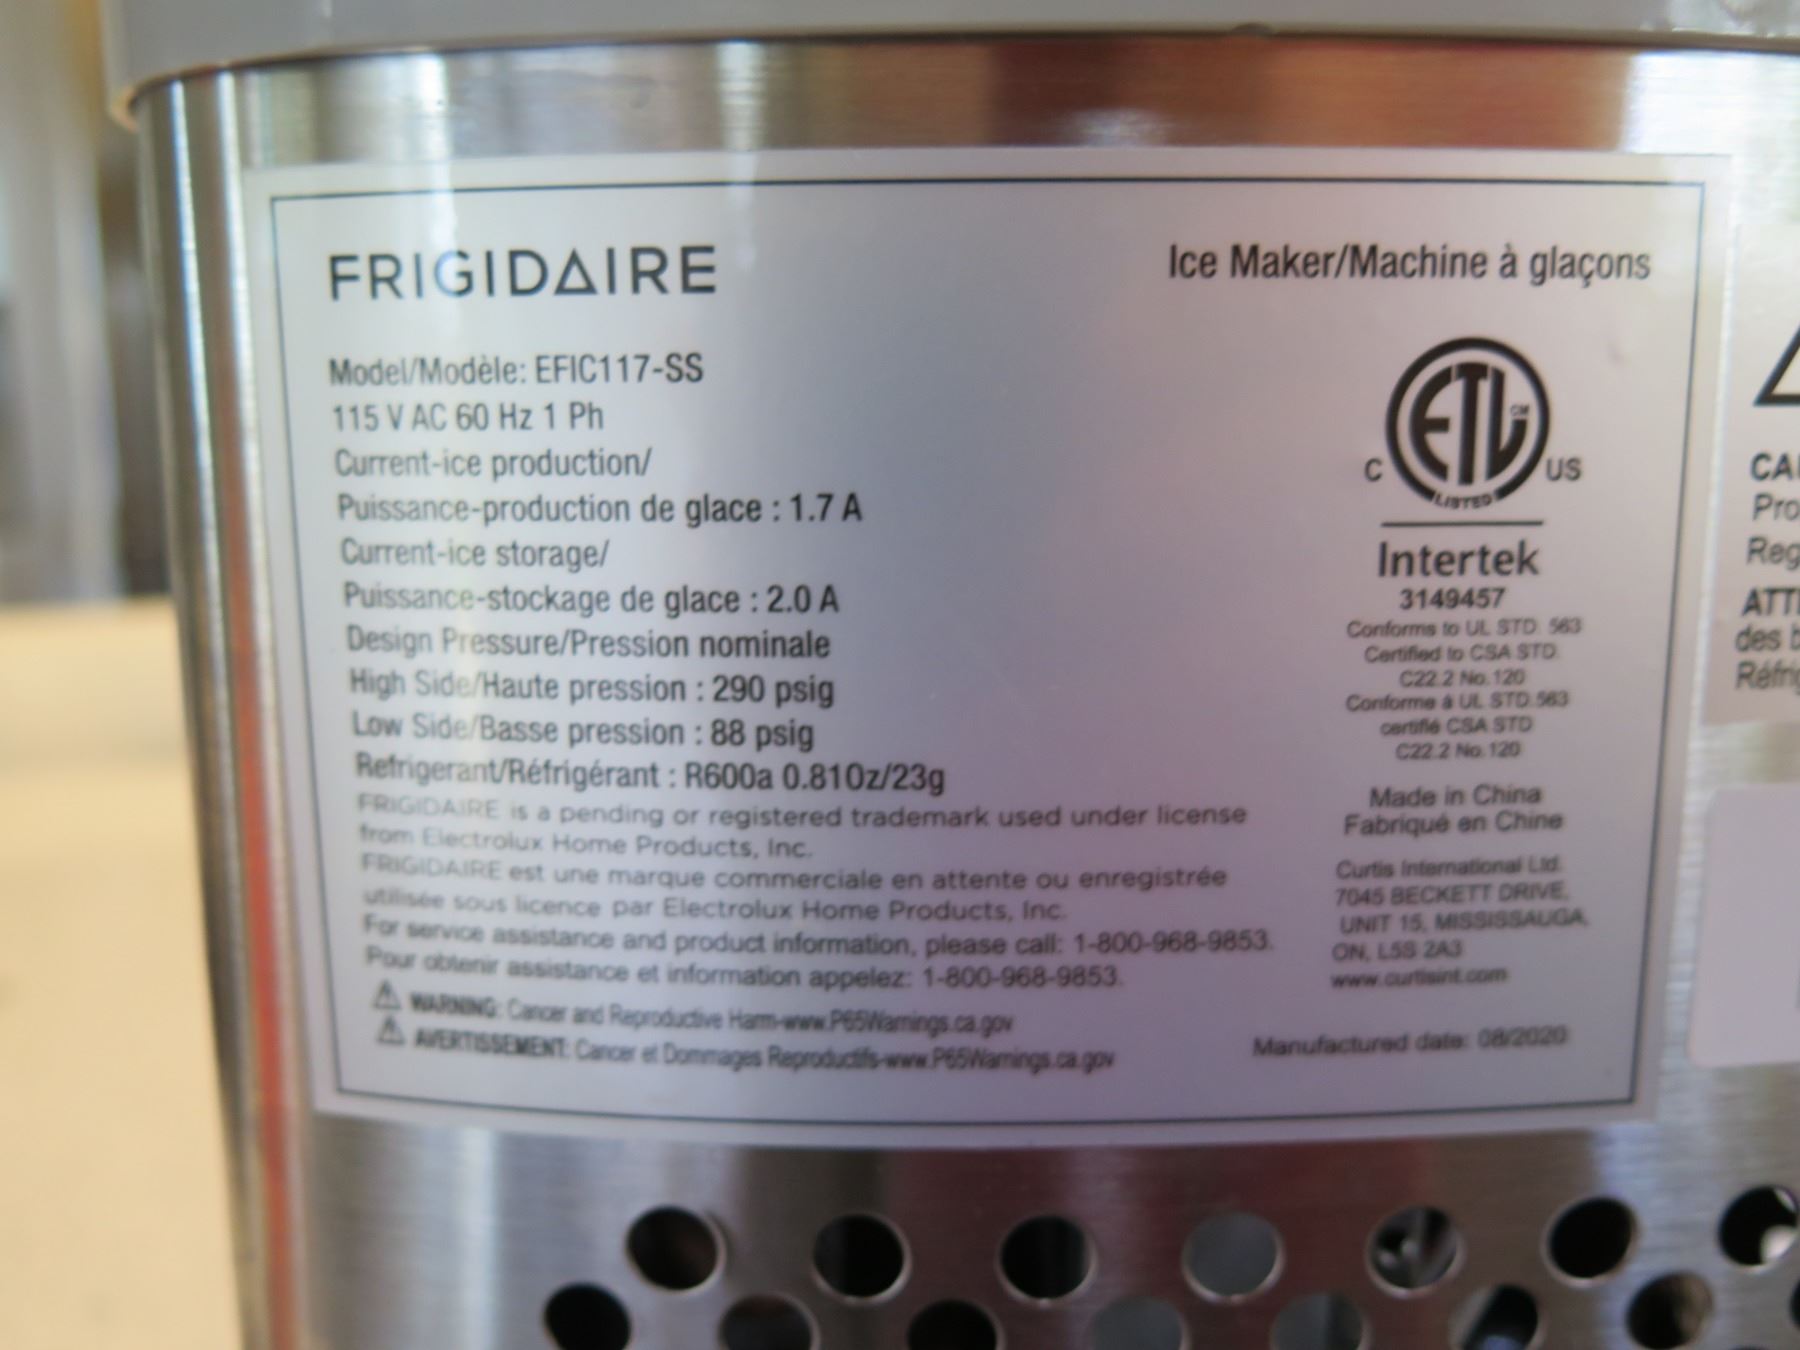 FRIGIDAIRE
Ice Maker/Machine à glaçons
Model/Modèle: EFIC117-SS
115 V AC 60 Hz 1 Ph
Current-ice production/
Puissance-production de glace : 1.7 A
Current-ice storage/
Puissance-stockage de glace : 2.0 A
Design Pressure/Pression nominale
High Side/Haute pression : 290 psig
Low Side/Basse pression : 88 psig
Refrigerant/Réfrigérant : R600a 0.81Oz/23g
FRIGIDAIRE is a pending or registered trademark used under license
from Electrolux Home Products, Inc.
FRIGIDAIRE est une marque commerciale en attente ou enregistrée
utilisée sous licence par Electrolux Home Products, Inc.
For service assistance and product information, please call: 1-800-968-9853.
Pour obtenir assistance et information appelez: 1-800-968-9853.
WARNING: Cancer and Reproductive Harm-www.P65Warnings.ca.gov
AVERTISSEMENT: Cancer et Dommages Reproductifs-www.P65Warnings.ca.gov
ETL CM
C US
LISTED
Intertek
3149457
Conforms to UL STD. 563
Certified to CSA STD.
C22.2 No.120
Conforme à UL STD.563
certifié CSA STD
C22.2 No.120
Made in China
Fabriqué en Chine
Curtis International Ltd.
7045 BECKETT DRIVE,
UNIT 15, MISSISSAUGA,
ON, L5S 2A3
www.curtisint.com
Manufactured date: 08/2020
CAU
Pro
Reg
ATTE
des b
Réfrig